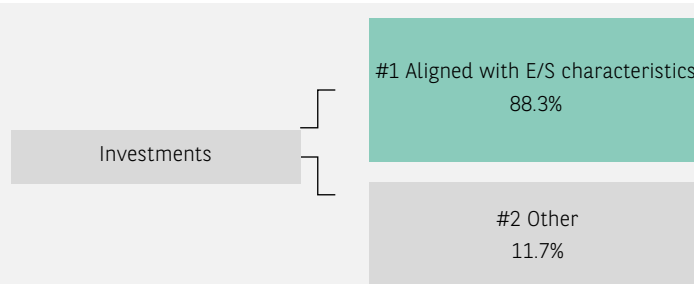 #1 Aligned with E/S characteristics
88.3%
Investments
#2 Other
11.7%